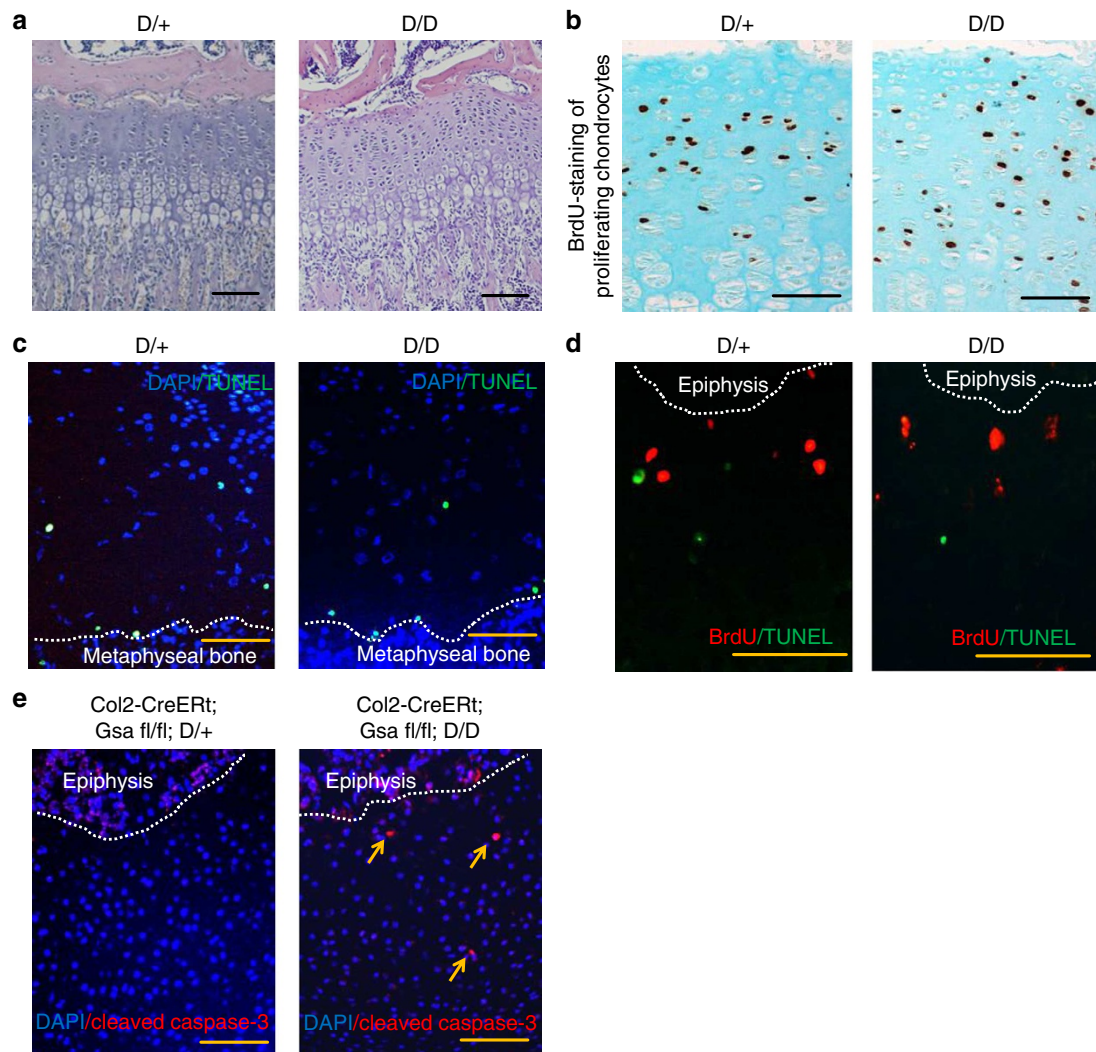 a
D/+
D/D
b
D/+
D/D
BrdU-staining of
proliferating chondrocytes
c
D/+
D/D
DAPI/TUNEL
DAPI/TUNEL
Metaphyseal bone
Metaphyseal bone
d
D/+
D/D
Epiphysis
Epiphysis
BrdU/TUNEL
BrdU/TUNEL
e
Col2-CreERt;
Gsa fl/fl; D/+
Col2-CreERt;
Gsa fl/fl; D/D
Epiphysis
Epiphysis
DAPI/cleaved caspase-3
DAPI/cleaved caspase-3